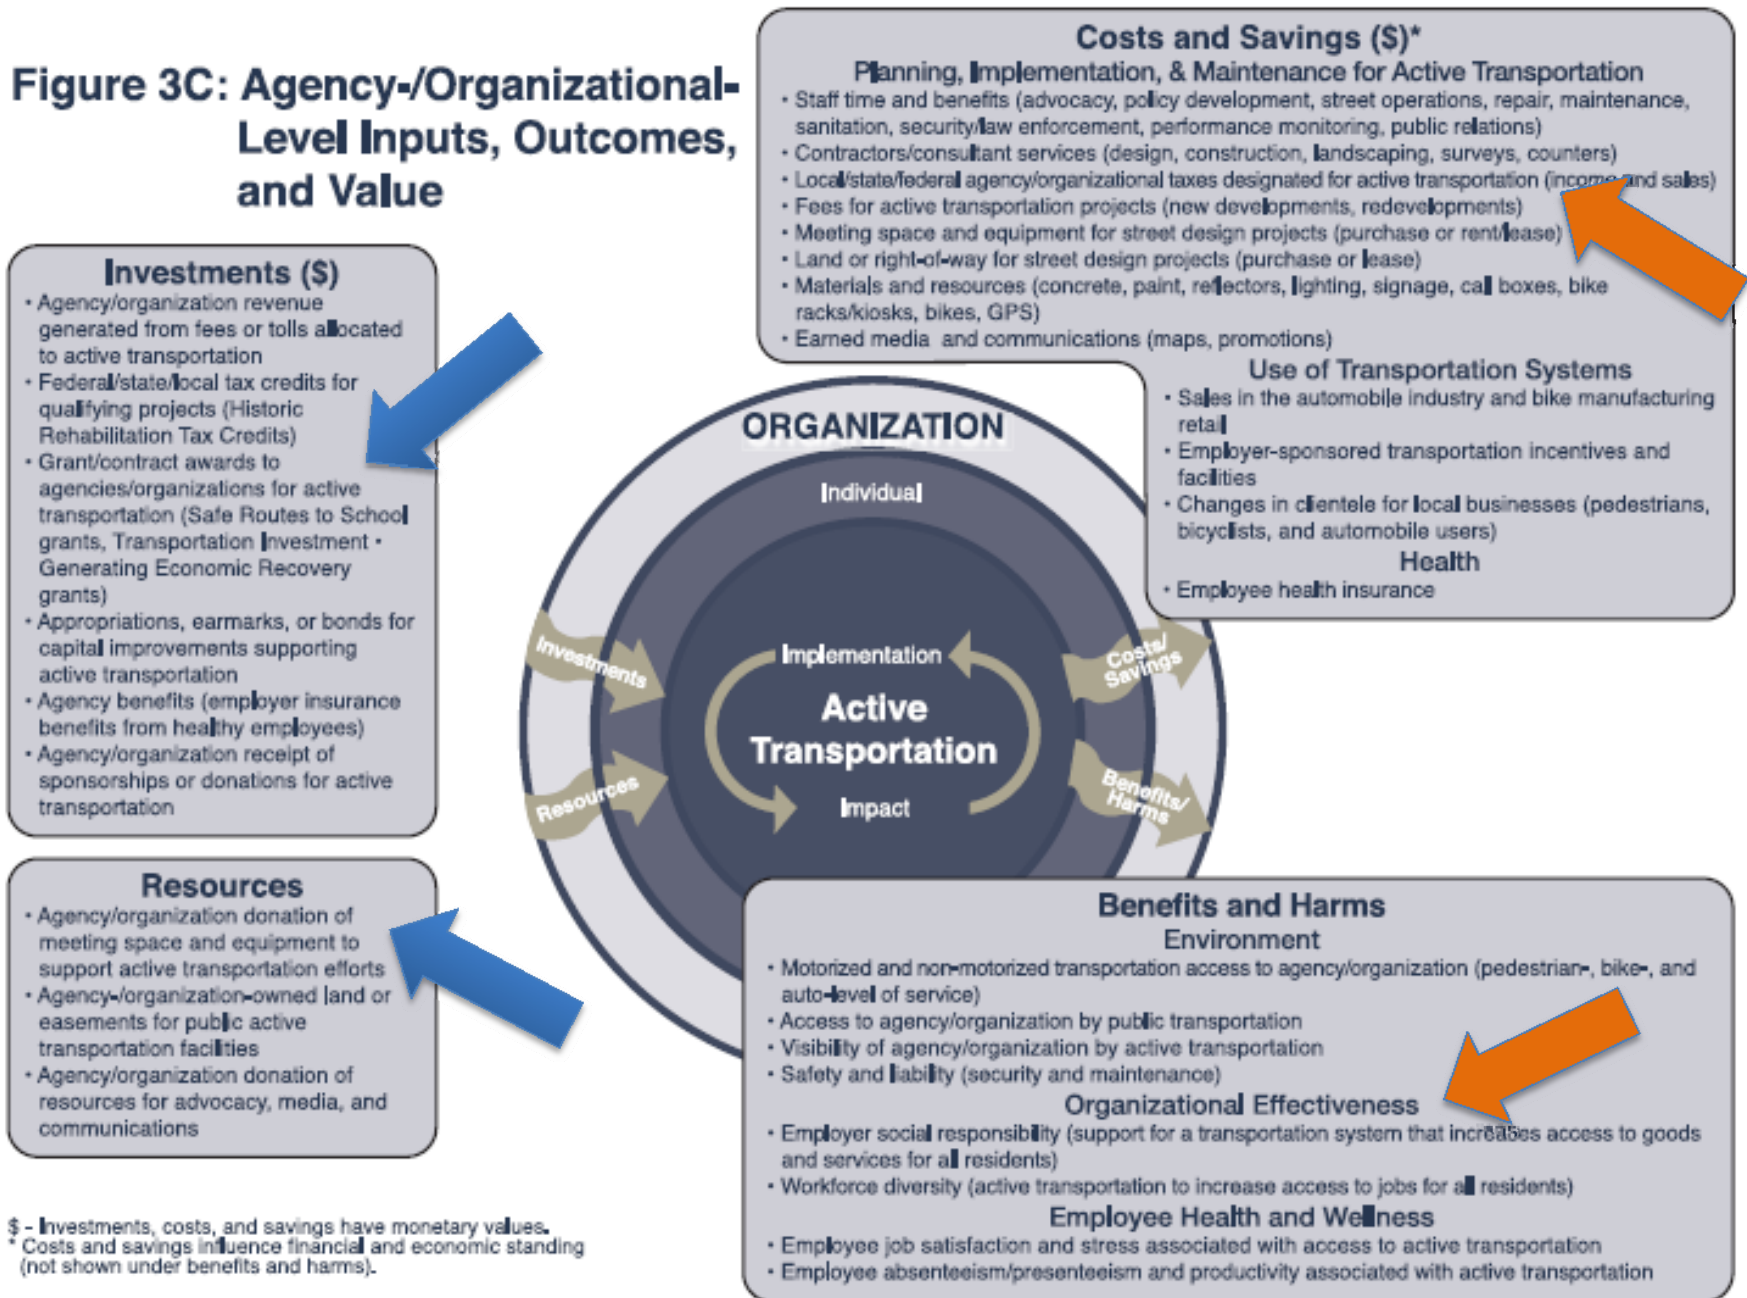 Figure 3C: Agency-/Organizational-
Level Inputs, Outcomes,
and Value
Investments ($)
• Agency/organization revenue
generated from fees or tolls allocated
to active transportation
• Federal/state/local tax credits for
qualifying projects (Historic
Rehabilitation Tax Credits)
• Grant/contract awards to
agencies/organizations for active
transportation (Safe Routes to School
grants, Transportation Investment •
Generating Economic Recovery
grants)
• Appropriations, earmarks, or bonds for
capital improvements supporting
active transportation
• Agency benefits (employer insurance
benefits from healthy employees)
• Agency/organization receipt of
sponsorships or donations for active
transportation
Resources
• Agency/organization donation of
meeting space and equipment to
support active transportation efforts
• Agency-/organization-owned land or
easements for public active
transportation facilities
• Agency/organization donation of
resources for advocacy, media, and
communications
$ - Investments, costs, and savings have monetary values.
* Costs and savings influence financial and economic standing
(not shown under benefits and harms).
ORGANIZATION
Individual
Investments
Resources
Implementation
Active
Transportation
Impact
Costs/
Savings
Benefits/
Harms
Costs and Savings ($)*
Planning, Implementation, & Maintenance for Active Transportation
• Staff time and benefits (advocacy, policy development, street operations, repair, maintenance,
sanitation, security/law enforcement, performance monitoring, public relations)
• Contractors/consultant services (design, construction, landscaping, surveys, counters)
• Local/state/federal agency/organizational taxes designated for active transportation (income and sales)
• Fees for active transportation projects (new developments, redevelopments)
• Meeting space and equipment for street design projects (purchase or rent/lease)
• Land or right-of-way for street design projects (purchase or lease)
• Materials and resources (concrete, paint, reflectors, lighting, signage, call boxes, bike
racks/kiosks, bikes, GPS)
• Earned media and communications (maps, promotions)
Use of Transportation Systems
• Sales in the automobile industry and bike manufacturing
retail
• Employer-sponsored transportation incentives and
facilities
• Changes in clientele for local businesses (pedestrians,
bicyclists, and automobile users)
Health
• Employee health insurance
Benefits and Harms
Environment
• Motorized and non-motorized transportation access to agency/organization (pedestrian-, bike-, and
auto-level of service)
• Access to agency/organization by public transportation
• Visibility of agency/organization by active transportation
• Safety and liability (security and maintenance)
Organizational Effectiveness
• Employer social responsibility (support for a transportation system that increases access to goods
and services for all residents)
• Workforce diversity (active transportation to increase access to jobs for all residents)
Employee Health and Wellness
• Employee job satisfaction and stress associated with access to active transportation
• Employee absenteeism/presenteeism and productivity associated with active transportation